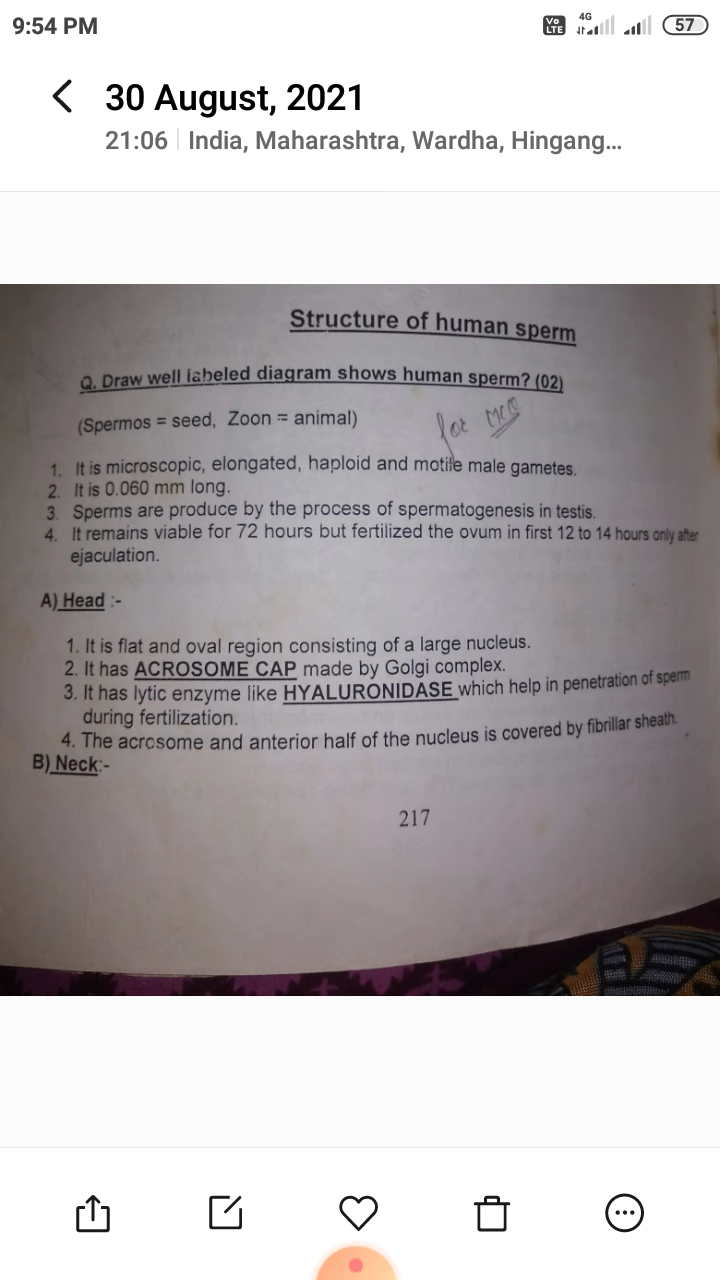 9:54 PM
Vo LTE 4G 57
30 August, 2021
21:06 India, Maharashtra, Wardha, Hingang...
Structure of human sperm
Q. Draw well labeled diagram shows human sperm? (02)
(Spermos = seed, Zoon = animal)
for MCQ
1. It is microscopic, elongated, haploid and motile male gametes.
2. It is 0.060 mm long.
3. Sperms are produce by the process of spermatogenesis in testis.
4. It remains viable for 72 hours but fertilized the ovum in first 12 to 14 hours only after
ejaculation.
A) Head :-
1. It is flat and oval region consisting of a large nucleus.
2. It has ACROSOME CAP made by Golgi complex.
3. It has lytic enzyme like HYALURONIDASE which help in penetration of sperm
during fertilization.
4. The acrosome and anterior half of the nucleus is covered by fibrillar sheath.
B) Neck:-
217